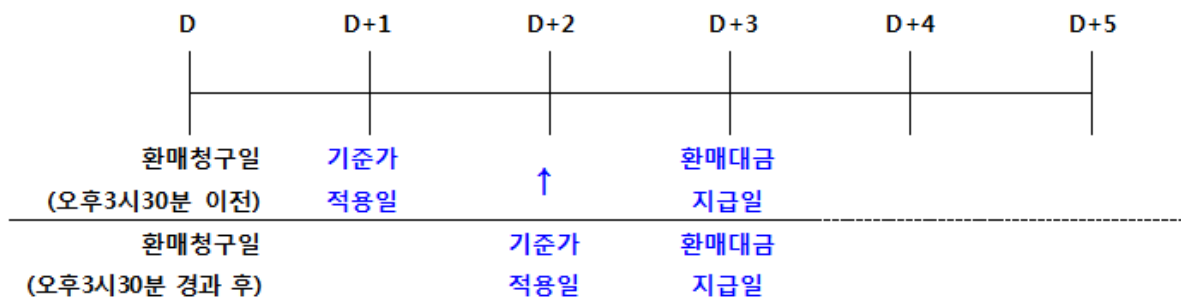 D D+1 D+2 D+3 D+4 D+5
환매청구일 기준가 환매대금
(오후3시30분 이전) 적용일 ↑ 지급일
환매청구일 기준가 환매대금
(오후3시30분 경과 후) 적용일 지급일